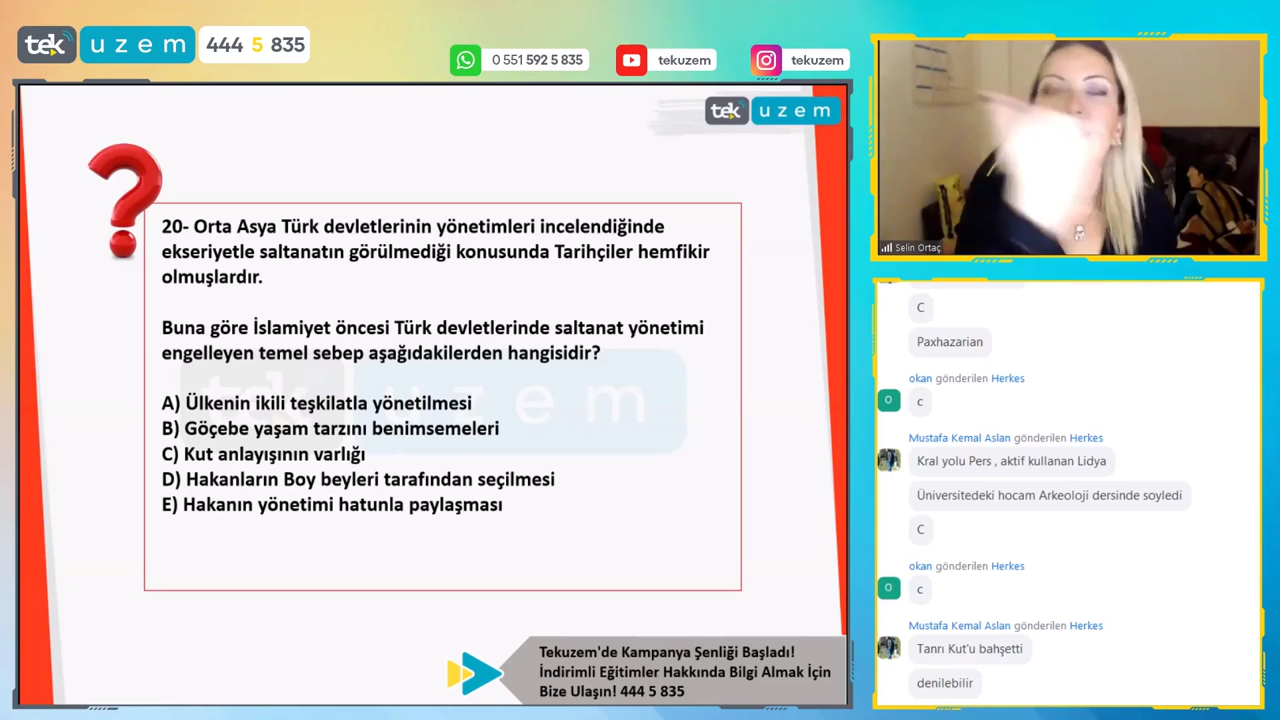 tek uzem 444 5 835
0 551 592 5 835
tekuzem
tekuzem
tek uzem
20- Orta Asya Türk devletlerinin yönetimleri incelendiğinde
ekseriyetle saltanatın görülmediği konusunda Tarihçiler hemfikir
olmuşlardır.
Buna göre İslamiyet öncesi Türk devletlerinde saltanat yönetimi
engelleyen temel sebep aşağıdakilerden hangisidir?
A) Ülkenin ikili teşkilatla yönetilmesi
B) Göçebe yaşam tarzını benimsemeleri
C) Kut anlayışının varlığı
D) Hakanların Boy beyleri tarafından seçilmesi
E) Hakanın yönetimi hatunla paylaşması
tek uzem
Tekuzem'de Kampanya Şenliği Başladı!
İndirimli Eğitimler Hakkında Bilgi Almak İçin
Bize Ulaşın! 444 5 835
Selin Ortaç
C
Paxhazarian
okan gönderilen Herkes
O
c
Mustafa Kemal Aslan gönderilen Herkes
Kral yolu Pers , aktif kullanan Lidya
Üniversitedeki hocam Arkeoloji dersinde soyledi
C
okan gönderilen Herkes
O
c
Mustafa Kemal Aslan gönderilen Herkes
Tanrı Kut'u bahşetti
denilebilir